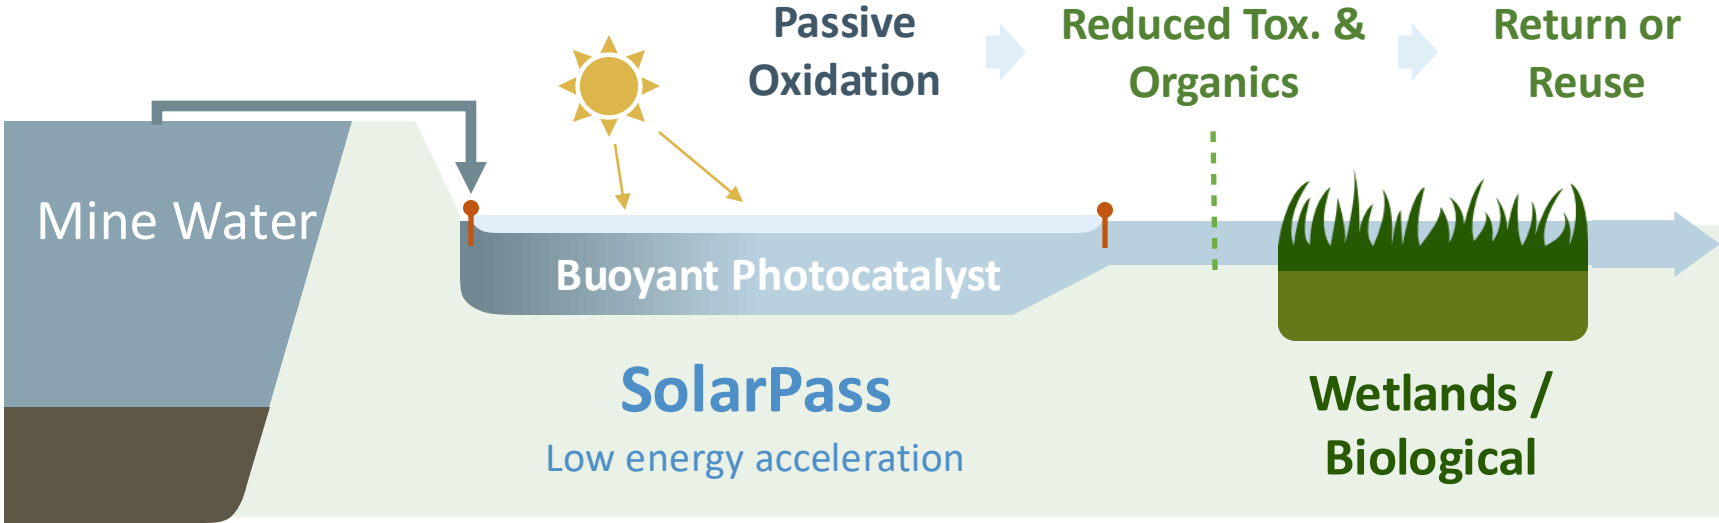 Passive
Oxidation
Reduced Tox. &
Organics
Return or
Reuse
Mine Water
Buoyant Photocatalyst
SolarPass
Low energy acceleration
Wetlands /
Biological